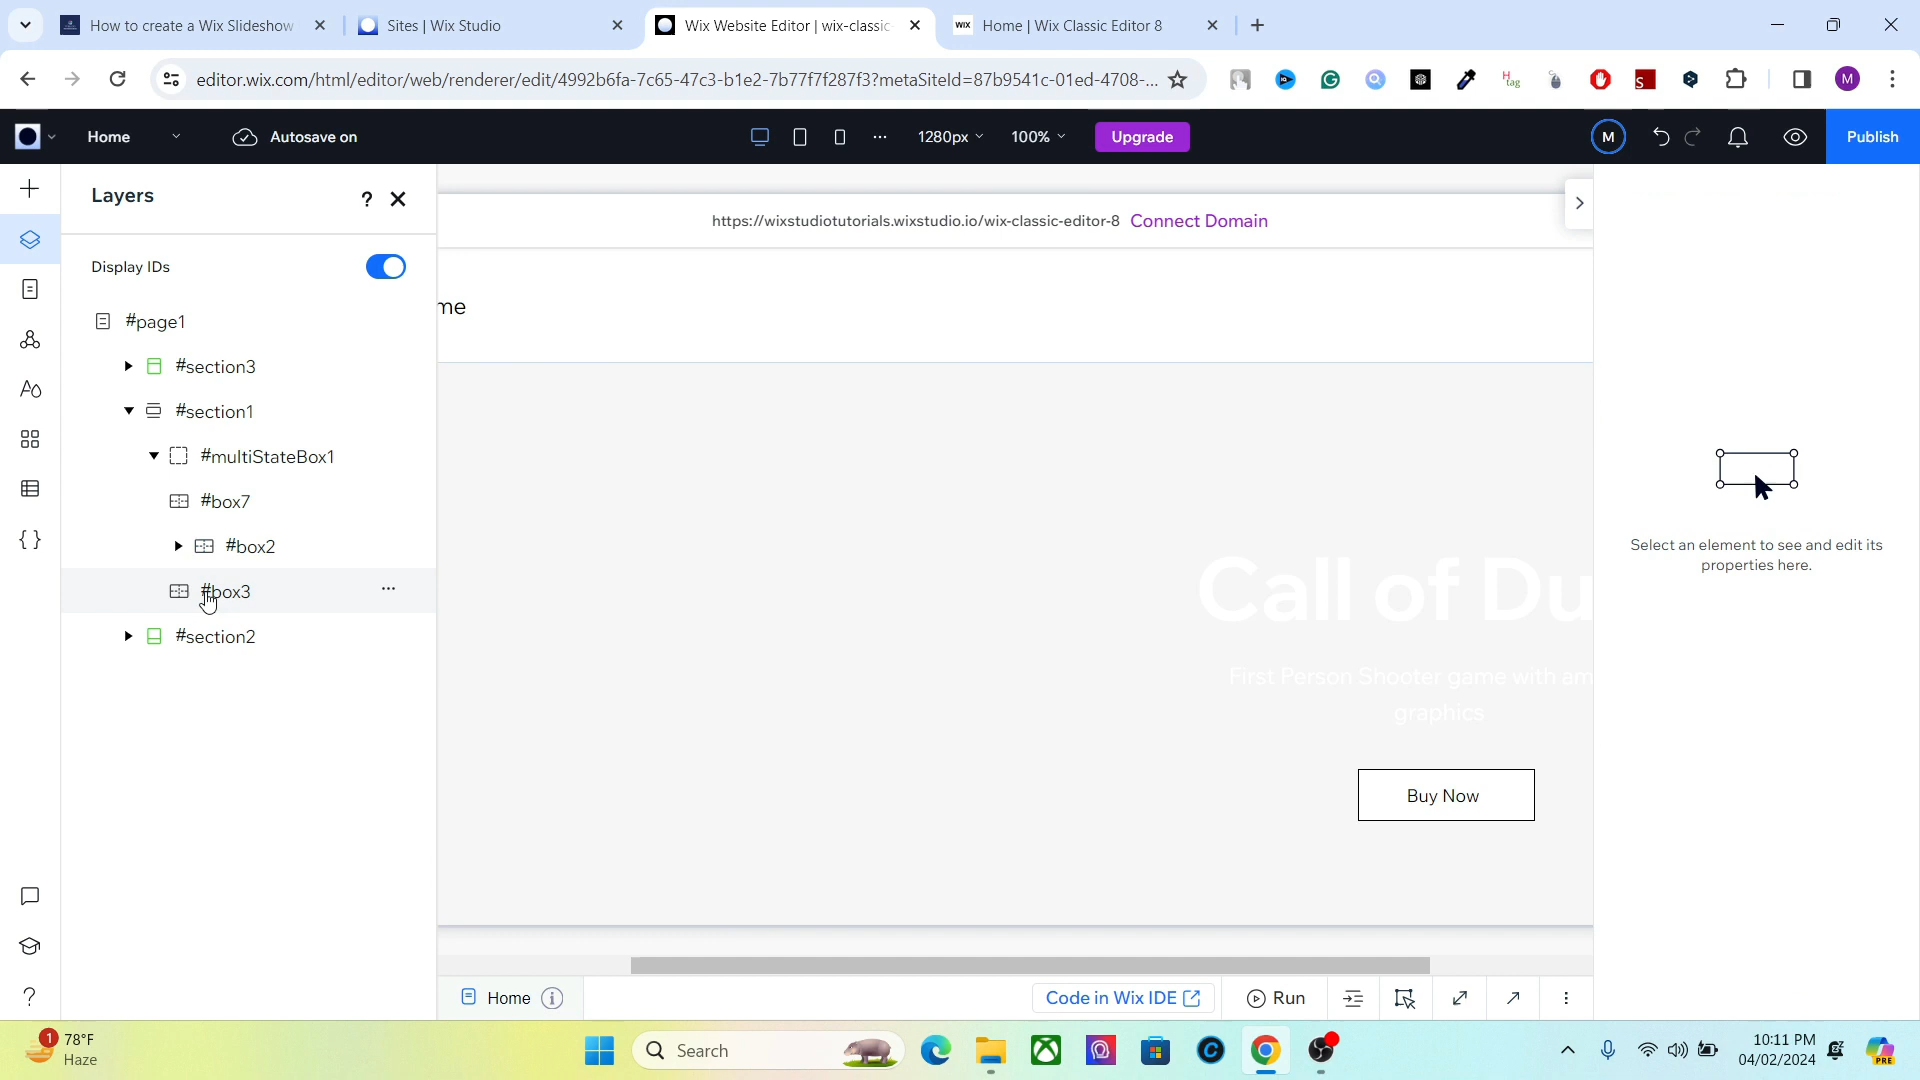 How to create a Wix Slideshow
Sites | Wix Studio
Wix Website Editor | wix-classic
WIX Home | Wix Classic Editor 8
editor.wix.com/html/editor/web/renderer/edit/4992b6fa-7c65-47c3-b1e2-7b77f7f287f3?metaSiteId=87b9541c-01ed-4708-...
Home
Autosave on
1280px
100%
Upgrade
M
Publish
Layers
?
https://wixstudiotutorials.wixstudio.io/wix-classic-editor-8 Connect Domain
Display IDs
me
#page1
#section3
#section1
#multiStateBox1
#box7
#box2
#box3
#section2
Call of Du
First Person Shooter game with am
graphics
Buy Now
Select an element to see and edit its
properties here.
Home
Code in Wix IDE
Run
1
78°F
Haze
Search
10:11 PM
04/02/2024
PRE